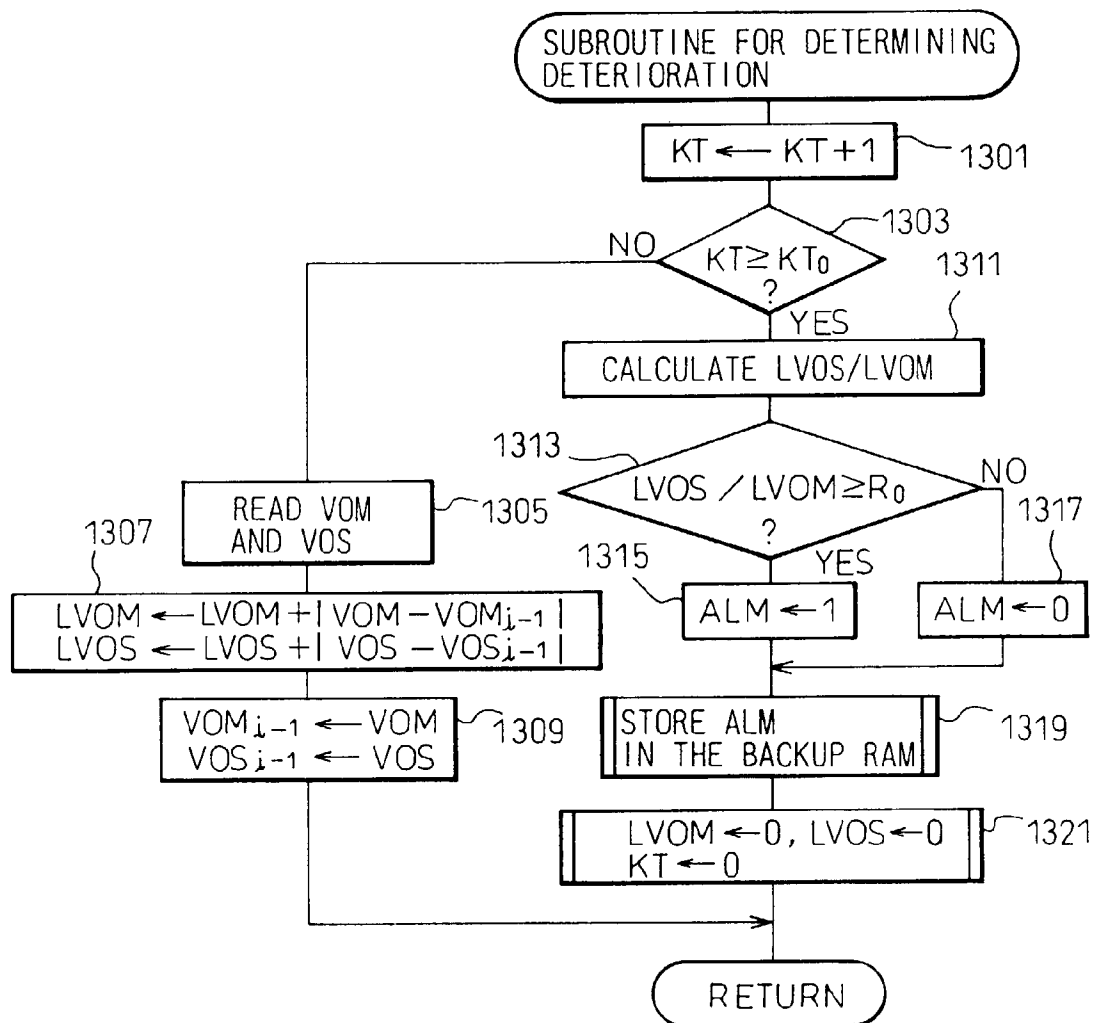 SUBROUTINE FOR DETERMINING
DETERIORATION
KT ← KT+1
1301
1303
NO
KT≥KT₀
?
YES
1311
CALCULATE LVOS/LVOM
1313
LVOS/LVOM≥R₀
?
NO
YES
1305
READ VOM
AND VOS
1307
LVOM←LVOM+|VOM−VOMᵢ₋₁|
LVOS←LVOS+|VOS−VOSᵢ₋₁|
1309
VOMᵢ₋₁ ← VOM
VOSᵢ₋₁ ← VOS
1315
ALM←1
1317
ALM←0
STORE ALM
IN THE BACKUP RAM
1319
LVOM←0, LVOS←0
KT←0
1321
RETURN